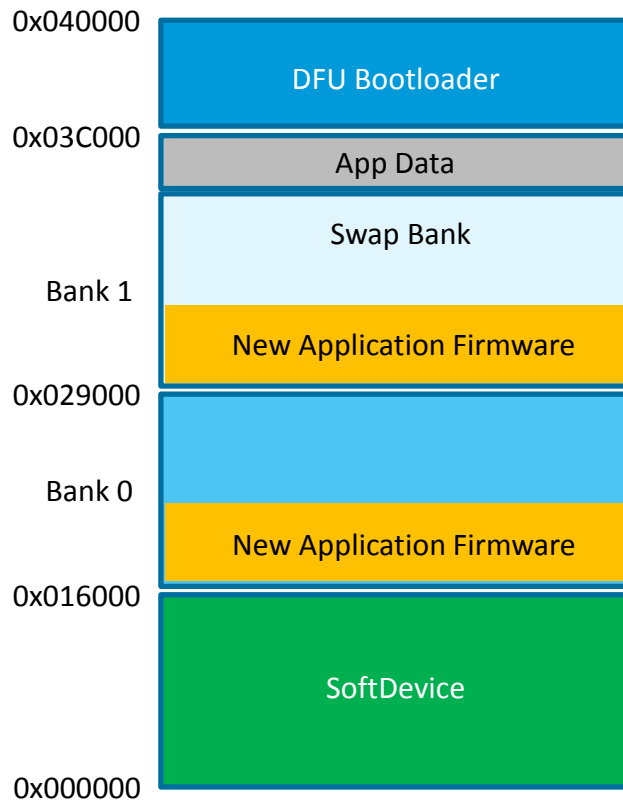 0x040000
DFU Bootloader
0x03C000
App Data
Swap Bank
Bank 1
New Application Firmware
0x029000
Bank 0
New Application Firmware
0x016000
SoftDevice
0x000000